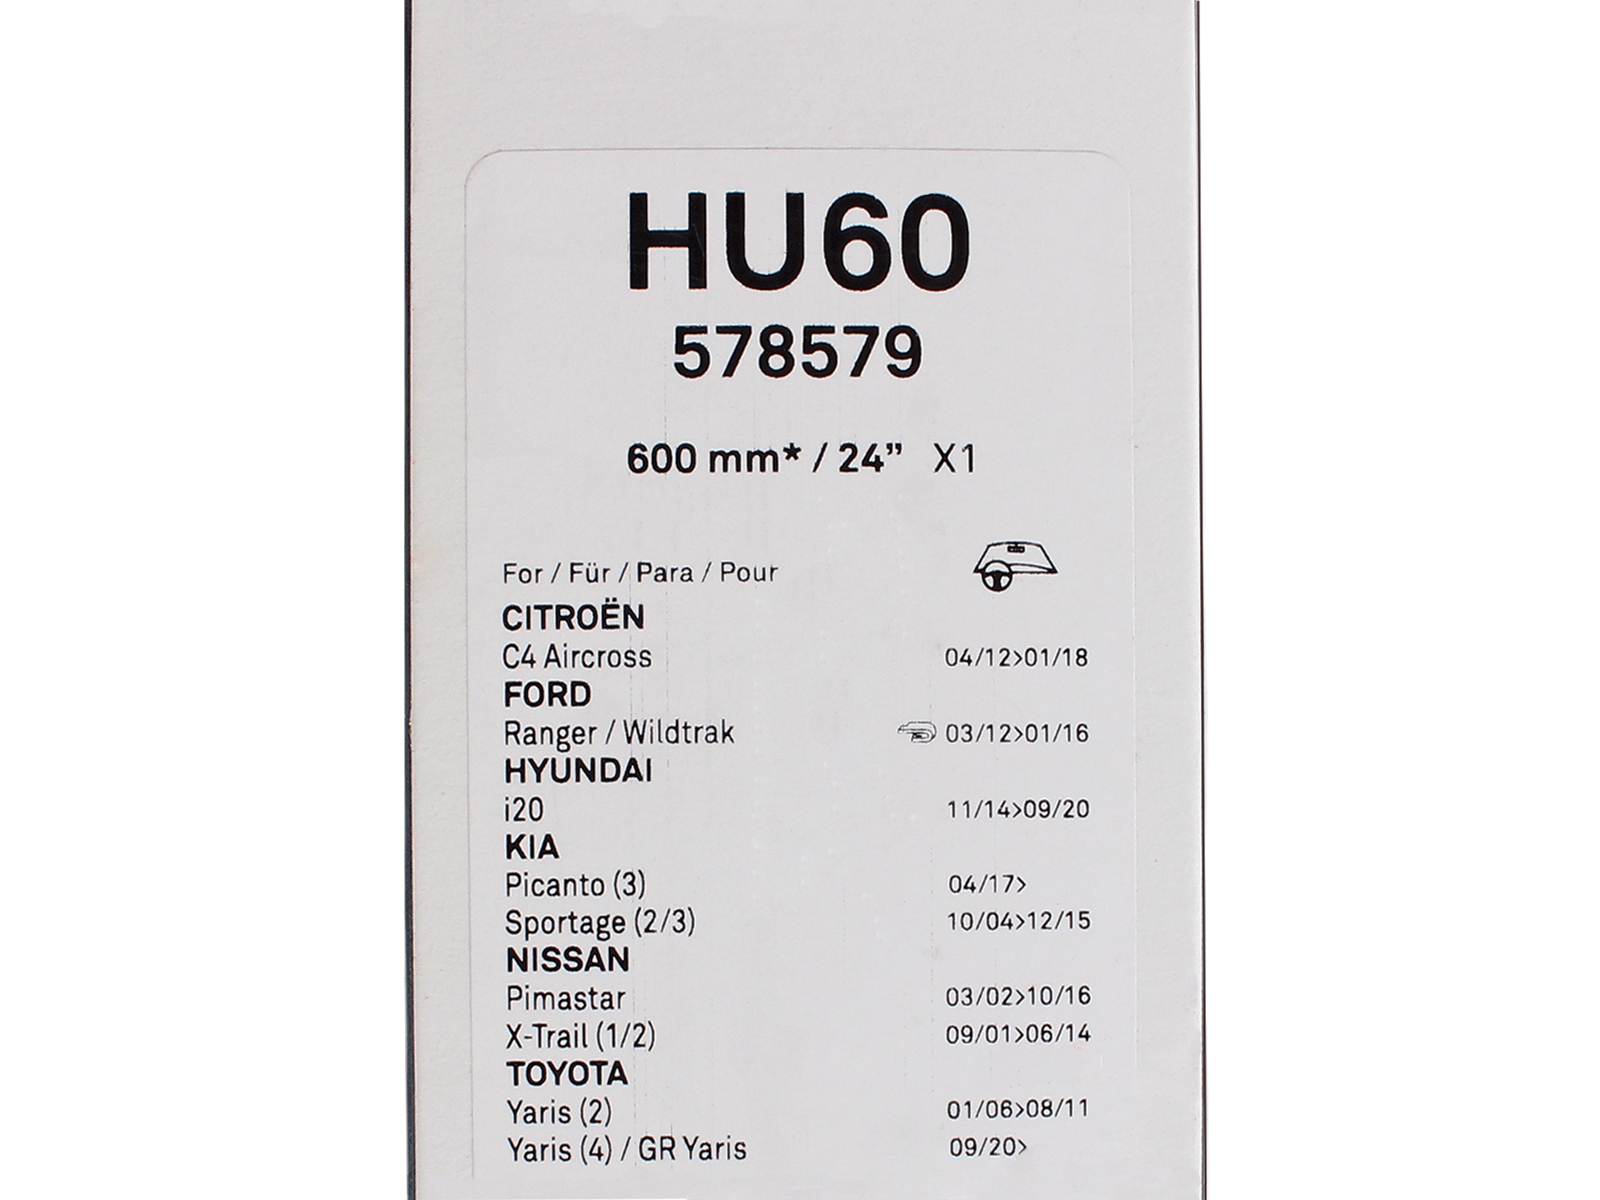 HU60
578579
600 mm* / 24” X1
For / Für / Para / Pour
CITROËN
C4 Aircross 04/12>01/18
FORD
Ranger / Wildtrak 03/12>01/16
HYUNDAI
i20 11/14>09/20
KIA
Picanto (3) 04/17>
Sportage (2/3) 10/04>12/15
NISSAN
Pimastar 03/02>10/16
X-Trail (1/2) 09/01>06/14
TOYOTA
Yaris (2) 01/06>08/11
Yaris (4) / GR Yaris 09/20>